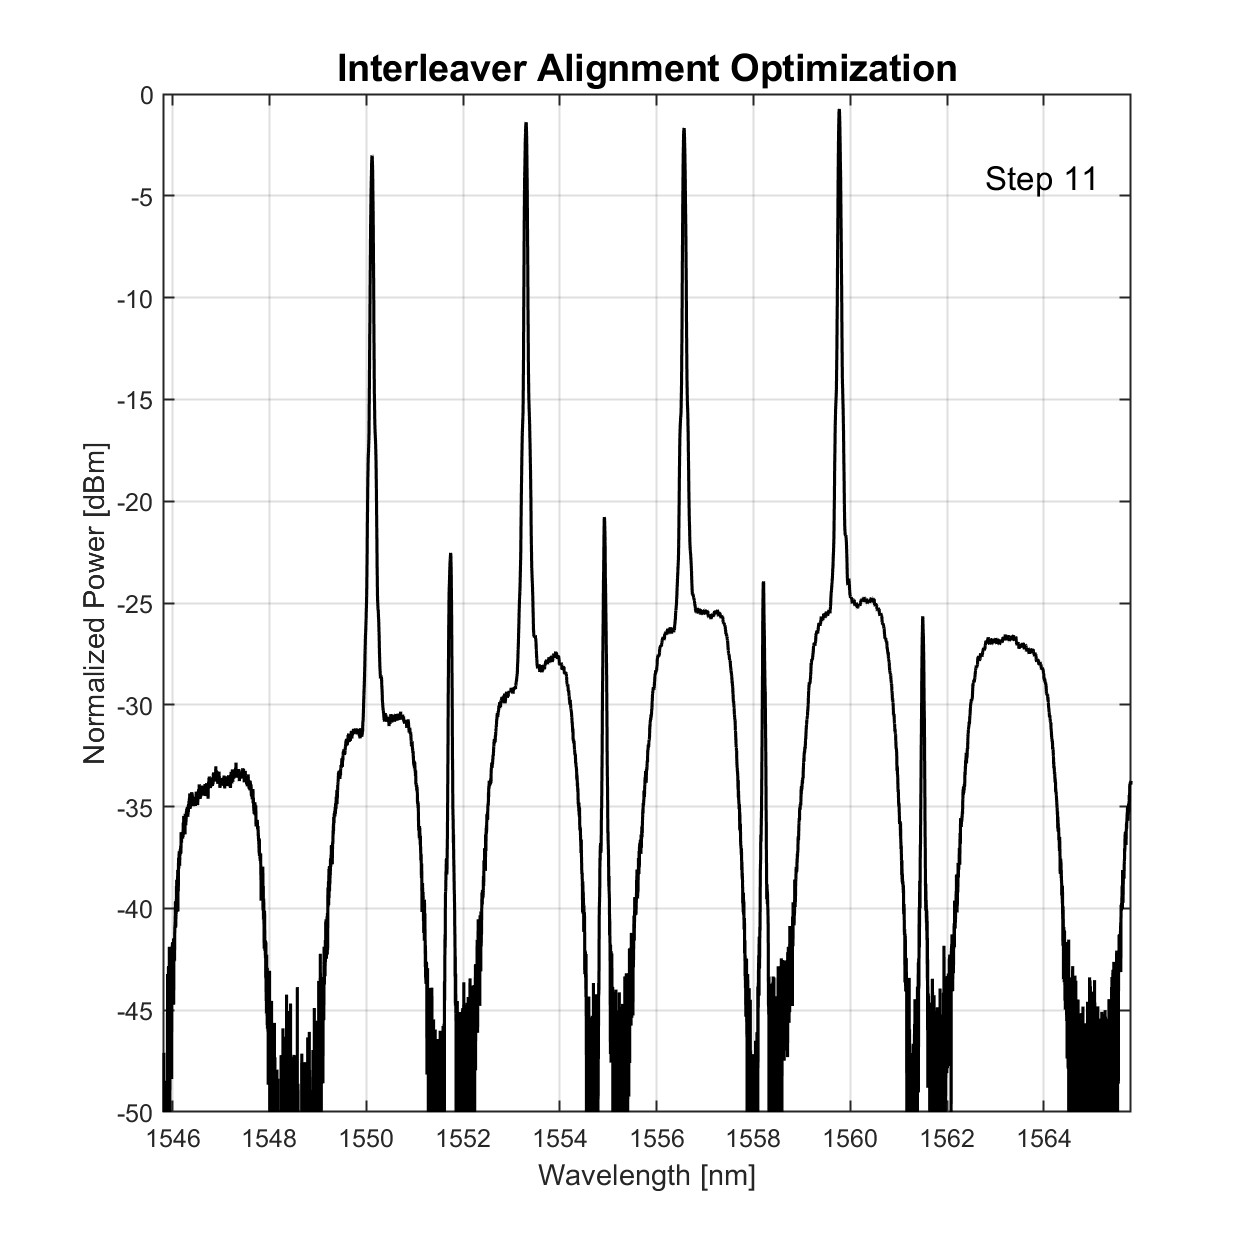 Interleaver Alignment Optimization
0
Step 11
-5
-10
-15
-20
-25
-30
-35
-40
-45
-50
Normalized Power [dBm]
1546 1548 1550 1552 1554 1556 1558 1560 1562 1564
Wavelength [nm]